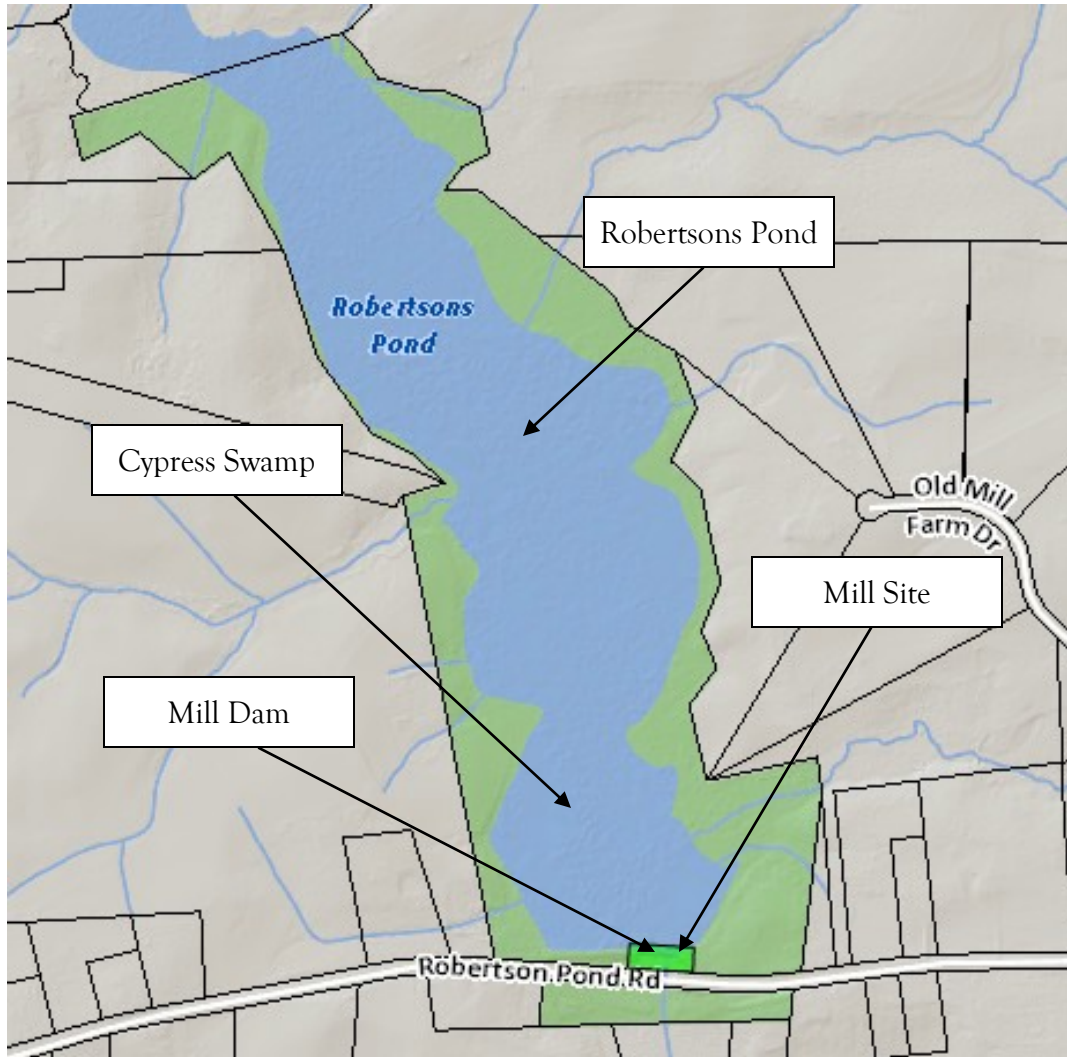 Robertsons Pond
Robertsons
Pond
Cypress Swamp
Old Mill
Farm Dr
Mill Site
Mill Dam
Robertson Pond Rd